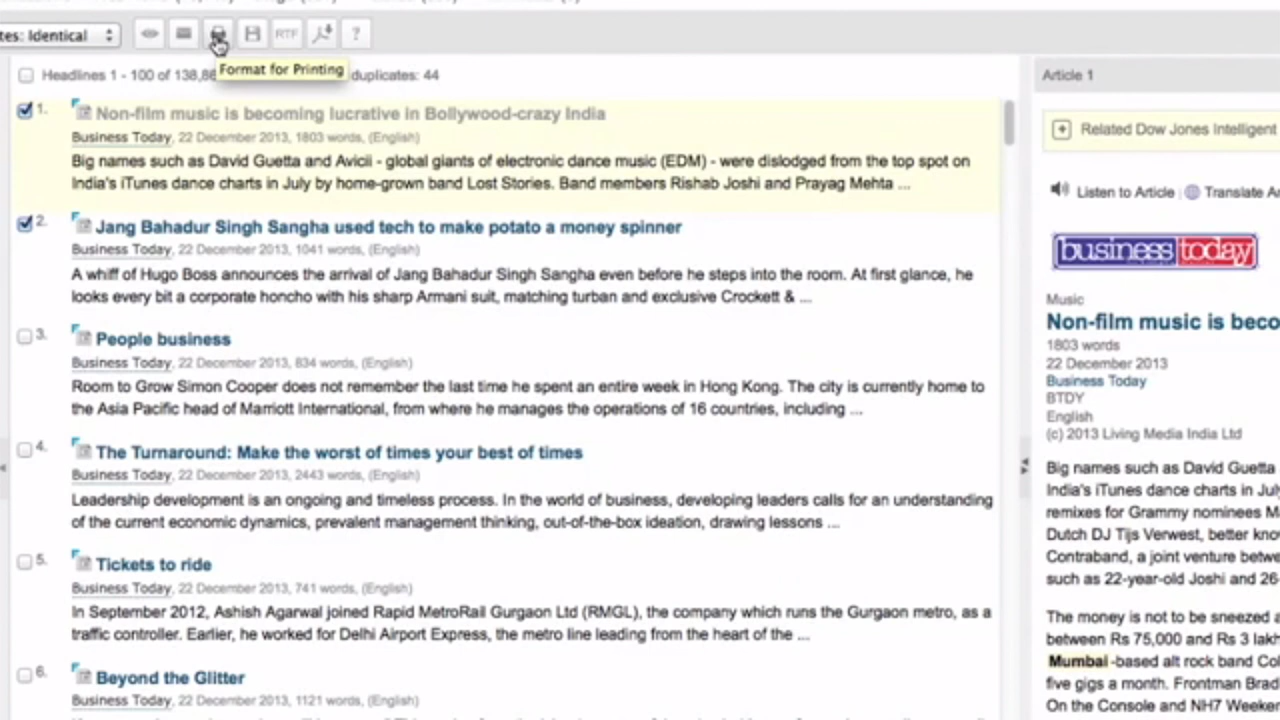 tes: Identical
RTF
?
Format for Printing
Headlines 1 - 100 of 138,86
duplicates: 44
1.
Non-film music is becoming lucrative in Bollywood-crazy India
Business Today, 22 December 2013, 1803 words, (English)
Big names such as David Guetta and Avicii - global giants of electronic dance music (EDM) - were dislodged from the top spot on
India's iTunes dance charts in July by home-grown band Lost Stories. Band members Rishab Joshi and Prayag Mehta ...
2.
Jang Bahadur Singh Sangha used tech to make potato a money spinner
Business Today, 22 December 2013, 1041 words, (English)
A whiff of Hugo Boss announces the arrival of Jang Bahadur Singh Sangha even before he steps into the room. At first glance, he
looks every bit a corporate honcho with his sharp Armani suit, matching turban and exclusive Crockett & ...
3.
People business
Business Today, 22 December 2013, 834 words, (English)
Room to Grow Simon Cooper does not remember the last time he spent an entire week in Hong Kong. The city is currently home to
the Asia Pacific head of Marriott International, from where he manages the operations of 16 countries, including ...
4.
The Turnaround: Make the worst of times your best of times
Business Today, 22 December 2013, 2443 words, (English)
Leadership development is an ongoing and timeless process. In the world of business, developing leaders calls for an understanding
of the current economic dynamics, prevalent management thinking, out-of-the-box ideation, drawing lessons ...
5.
Tickets to ride
Business Today, 22 December 2013, 741 words, (English)
In September 2012, Ashish Agarwal joined Rapid MetroRail Gurgaon Ltd (RMGL), the company which runs the Gurgaon metro, as a
traffic controller. Earlier, he worked for Delhi Airport Express, the metro line leading from the heart of the ...
6.
Beyond the Glitter
Business Today, 22 December 2013, 1121 words, (English)
Article 1
Related Dow Jones Intelligent
Listen to Article | Translate Ar
business today
Music
Non-film music is beco
1803 words
22 December 2013
Business Today
BTDY
English
(c) 2013 Living Media India Ltd
Big names such as David Guetta
India's iTunes dance charts in July
remixes for Grammy nominees M
Dutch DJ Tijs Verwest, better kno
Contraband, a joint venture betwe
such as 22-year-old Joshi and 26-
The money is not to be sneezed a
between Rs 75,000 and Rs 3 lakh
Mumbai -based alt rock band Col
five gigs a month. Frontman Brad
On the Console and NH7 Weeker